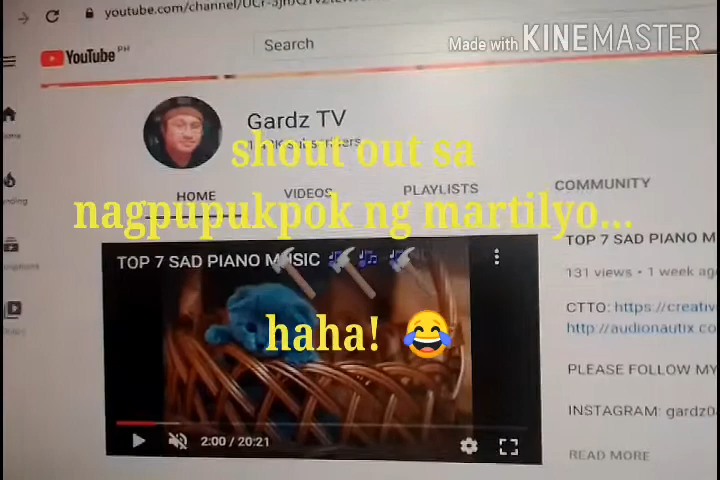 youtube.com/channel/
Made with KINEMASTER
YouTube PH
Search
Gardz TV
shout out sa
HOME
VIDEOS
PLAYLISTS
COMMUNITY
nagpupukpok ng martilyo...
TOP 7 SAD PIANO MUSIC
TOP 7 SAD PIANO M
131 views • 1 week ag
CTTO: https://creativ
http://audionautix.co
haha! 😂
PLEASE FOLLOW MY
INSTAGRAM: gardz0
2:00 / 20:21
READ MORE